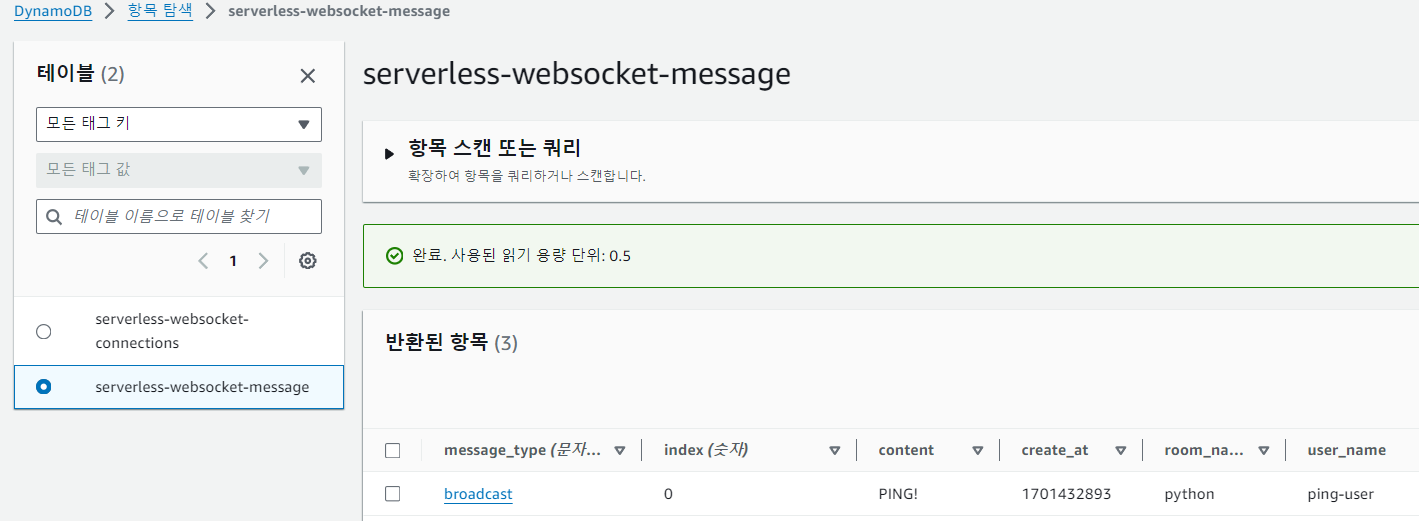 DynamoDB > 항목 탐색 > serverless-websocket-message
테이블 (2)
모든 태그 키
모든 태그 값
테이블 이름으로 테이블 찾기
1
serverless-websocket-
connections
serverless-websocket-message
serverless-websocket-message
항목 스캔 또는 쿼리
확장하여 항목을 쿼리하거나 스캔합니다.
완료. 사용된 읽기 용량 단위: 0.5
반환된 항목 (3)
message_type (문자... index (숫자) content create_at room_na... user_name
broadcast 0 PING! 1701432893 python ping-user